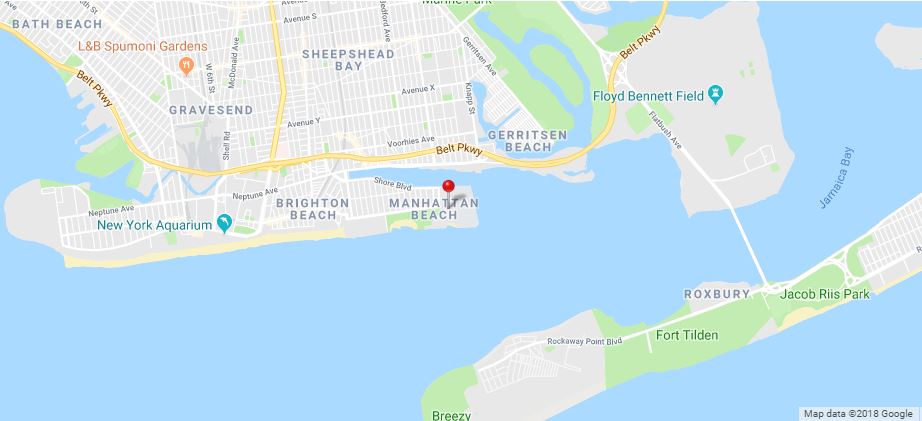 Marine Park
BATH BEACH
Avenue S
Bedford Ave
L&B Spumoni Gardens
W 6th St
McDonald Ave
SHEEPSHEAD
BAY
Gerritsen Ave
Belt Pkwy
Belt Pkwy
GRAVESEND
Avenue X
Knapp St
Floyd Bennett Field
Avenue Y
Shell Rd
Voorhies Ave
Belt Pkwy
GERRITSEN
BEACH
Flatbush Ave
Jamaica Bay
Shore Blvd
Neptune Ave
Neptune Ave
BRIGHTON
BEACH
MANHATTAN
BEACH
New York Aquarium
ROXBURY
Jacob Riis Park
Fort Tilden
Rockaway Point Blvd
Breezy
Map data ©2018 Google